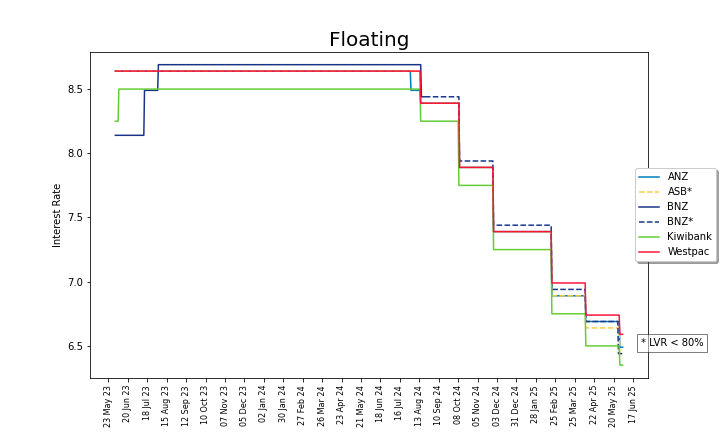 Floating
Interest Rate
8.5
8.0
7.5
7.0
6.5
ANZ
ASB*
BNZ
BNZ*
Kiwibank
Westpac
* LVR < 80%
23 May 23
20 Jun 23
18 Jul 23
15 Aug 23
12 Sep 23
10 Oct 23
07 Nov 23
05 Dec 23
02 Jan 24
30 Jan 24
27 Feb 24
26 Mar 24
23 Apr 24
21 May 24
18 Jun 24
16 Jul 24
13 Aug 24
10 Sep 24
08 Oct 24
05 Nov 24
03 Dec 24
31 Dec 24
28 Jan 25
25 Feb 25
25 Mar 25
22 Apr 25
20 May 25
17 Jun 25